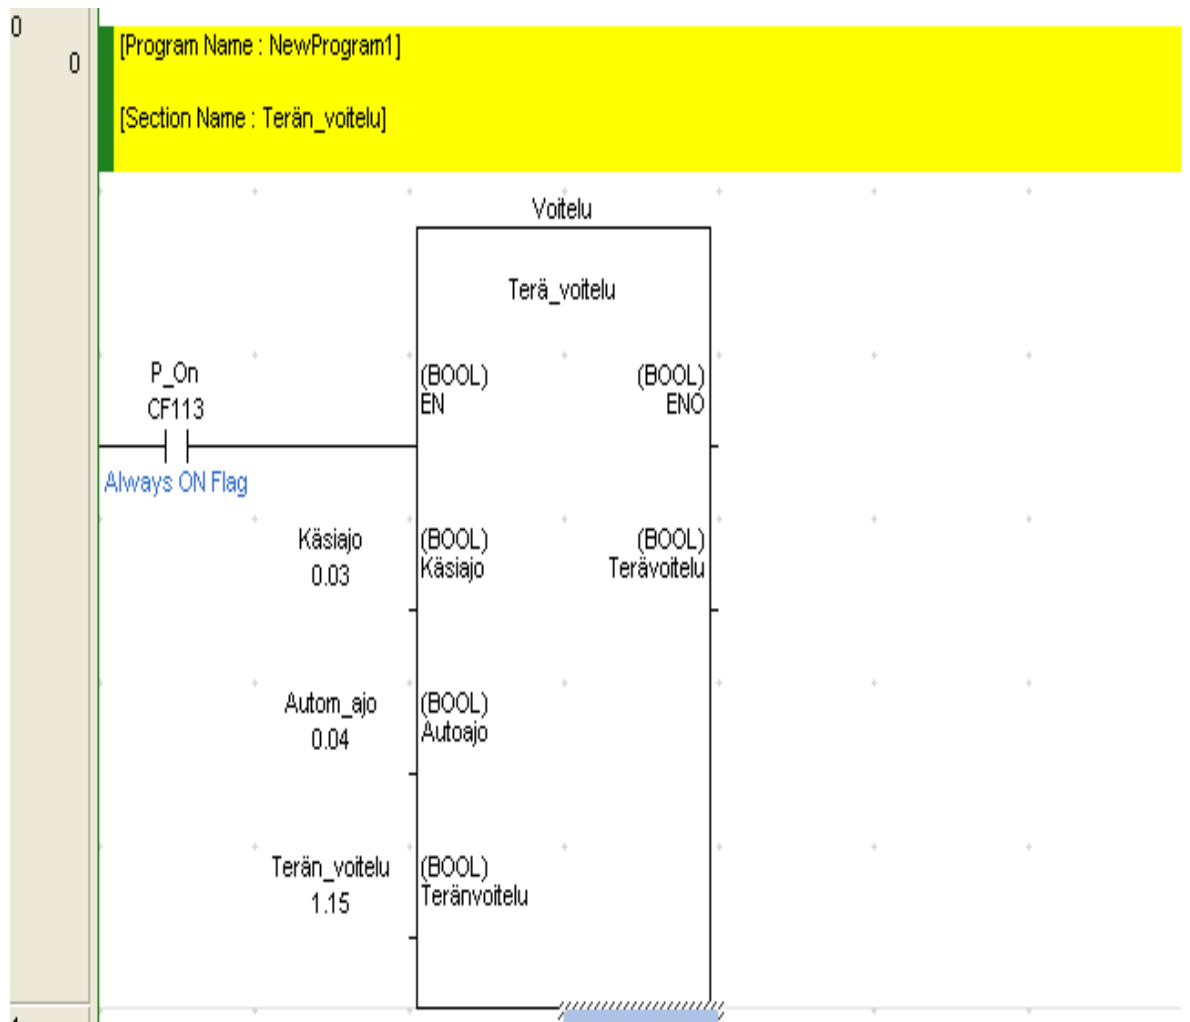 0
0
[Program Name : NewProgram1]
[Section Name : Terän_voitelu]
Voitelu
Terä_voitelu
P_On
CF113
Always ON Flag
(BOOL)
EN
(BOOL)
ENO
Käsiajo
0.03
(BOOL)
Käsiajo
(BOOL)
Terävoitelu
Autom_ajo
0.04
(BOOL)
Autoajo
Terän_voitelu
1.15
(BOOL)
Teränvoitelu